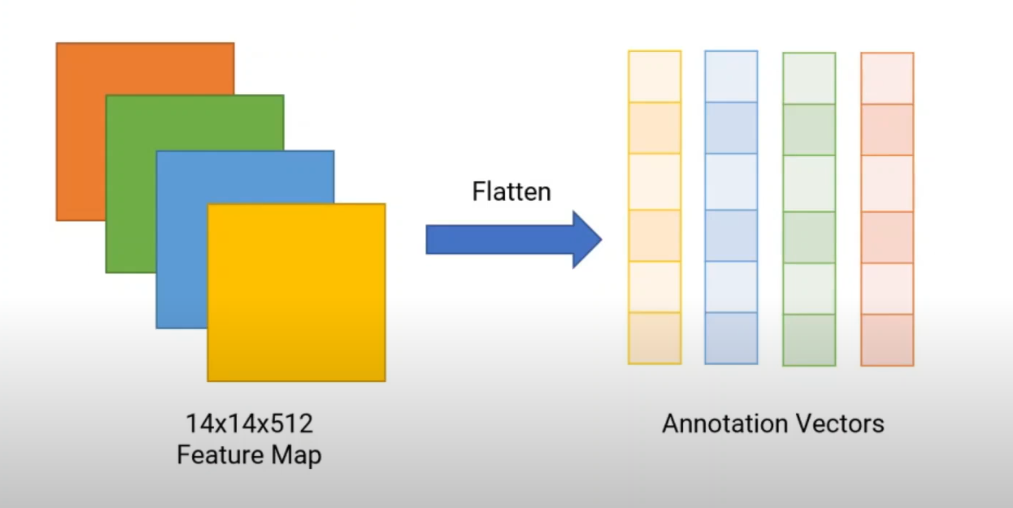 Flatten
14x14x512
Feature Map
Annotation Vectors